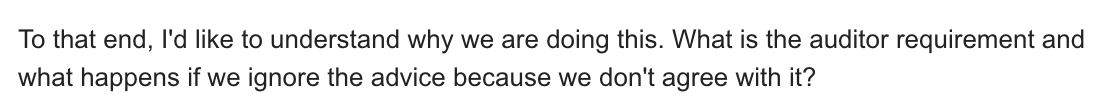 To that end, I'd like to understand why we are doing this. What is the auditor requirement and
what happens if we ignore the advice because we don't agree with it?